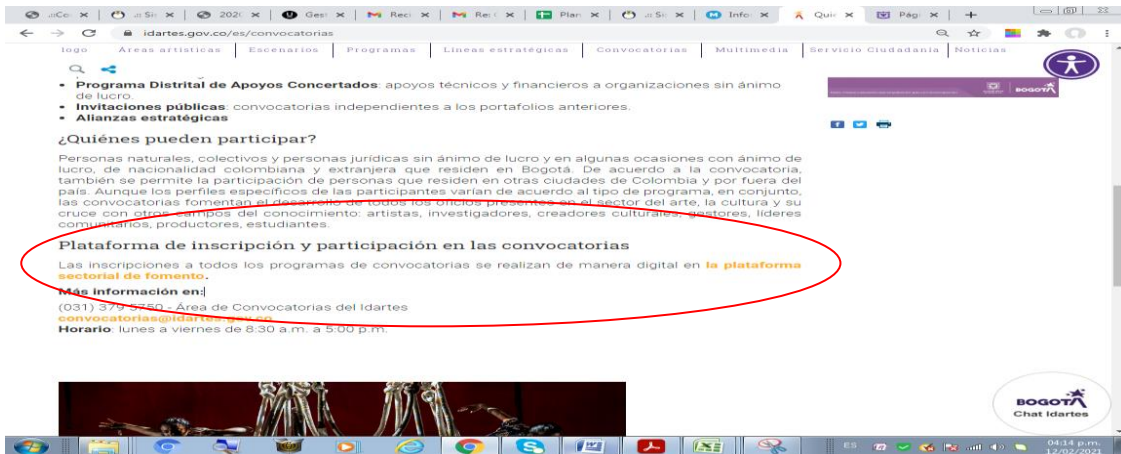 idartes.gov.co/es/convocatorias
logo Áreas artísticas Escenarios Programas Líneas estratégicas Convocatorias Multimedia Servicio Ciudadanía Noticias
• Programa Distrital de Apoyos Concertados: apoyos técnicos y financieros a organizaciones sin ánimo
de lucro.
• Invitaciones públicas: convocatorias independientes a los portafolios anteriores.
• Alianzas estratégicas
¿Quiénes pueden participar?
Personas naturales, colectivos y personas jurídicas sin ánimo de lucro y en algunas ocasiones con ánimo de
lucro, de nacionalidad colombiana y extranjera que residen en Bogotá. De acuerdo a la convocatoria,
también se permite la participación de personas que residen en otras ciudades de Colombia y por fuera del
país. Aunque los perfiles específicos de las participantes varían de acuerdo al tipo de programa, en conjunto,
las convocatorias fomentan el desarrollo de todos los oficios presentes en el sector del arte, la cultura y su
cruce con otros campos del conocimiento: artistas, investigadores, creadores culturales, gestores, líderes
comunitarios, productores, estudiantes.
Plataforma de inscripción y participación en las convocatorias
Las inscripciones a todos los programas de convocatorias se realizan de manera digital en la plataforma
sectorial de fomento.
Más información en:
(031) 379 5750 - Área de Convocatorias del Idartes
convocatorias@idartes.gov.co
Horario: lunes a viernes de 8:30 a.m. a 5:00 p.m.
BOGOTÁ
BOGOTÁ
Chat Idartes
ES
04:14 p.m.
12/02/2021